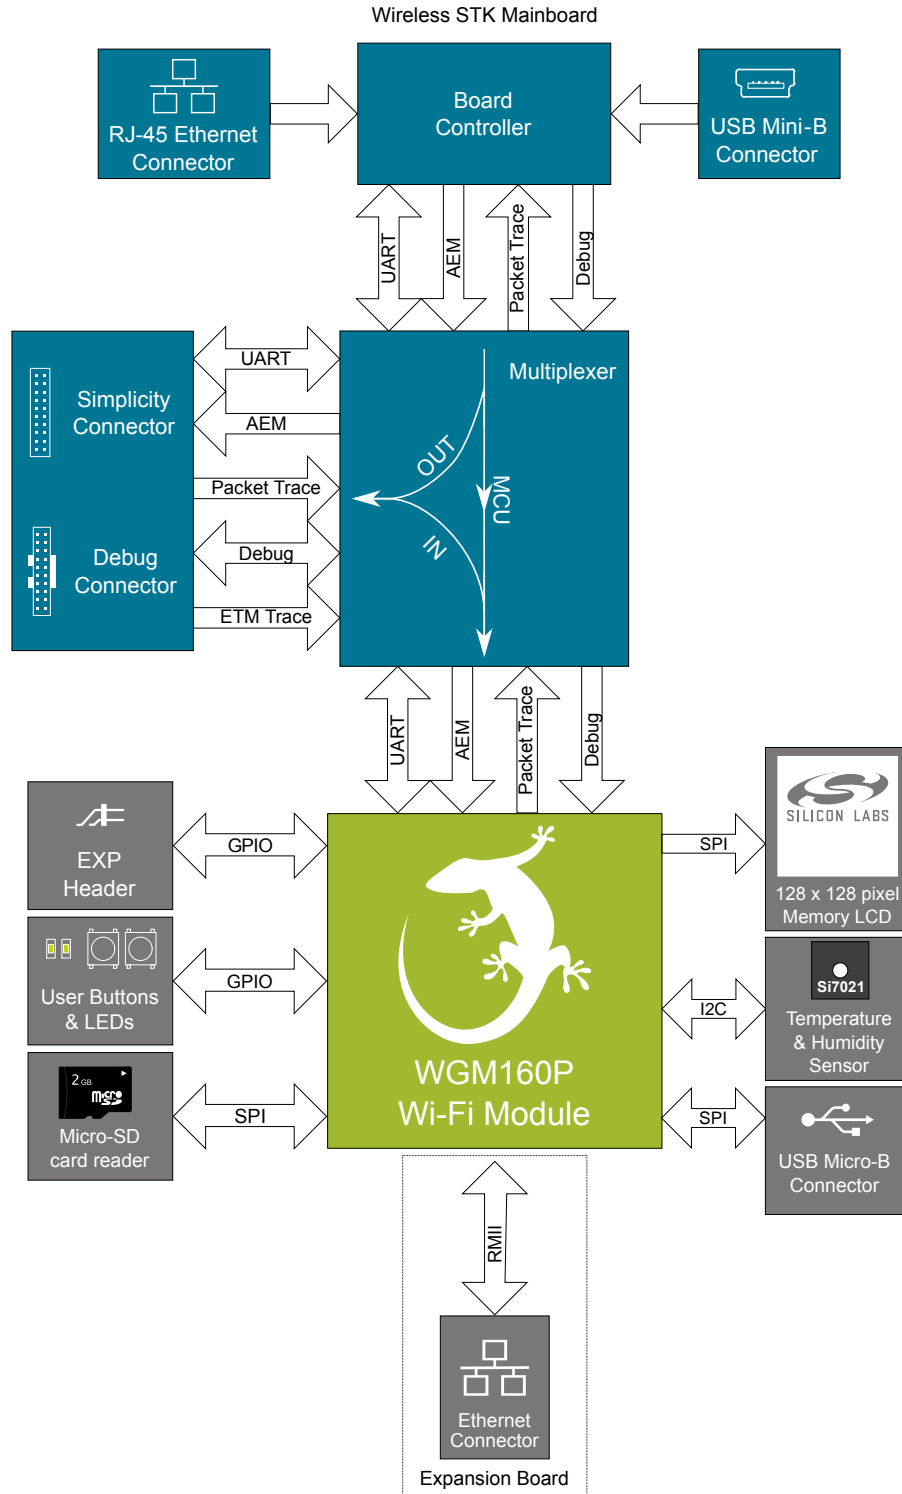 Wireless STK Mainboard
RJ-45 Ethernet
Connector
Board
Controller
USB Mini-B
Connector
UART
AEM
Packet Trace
Debug
Simplicity
Connector
Debug
Connector
UART
AEM
Packet Trace
Debug
ETM Trace
Multiplexer
OUT
MCU
IN
UART
AEM
Packet Trace
Debug
EXP
Header
GPIO
User Buttons
& LEDs
GPIO
2 GB
micro SD
Micro-SD
card reader
SPI
WGM160P
Wi-Fi Module
SPI
SILICON LABS
128 x 128 pixel
Memory LCD
I2C
Si7021
Temperature
& Humidity
Sensor
SPI
USB Micro-B
Connector
RMII
Ethernet
Connector
Expansion Board